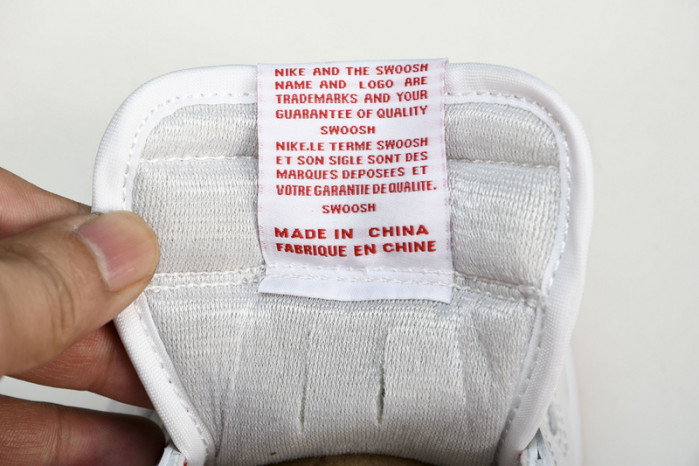 NIKE AND THE SWOOSH
NAME AND LOGO ARE
TRADEMARKS AND YOUR
GUARANTEE OF QUALITY
SWOOSH
NIKE.LE TERME SWOOSH
ET SON SIGLE SONT DES
MARQUES DEPOSEES ET
VOTRE GARANTIE DE QUALITE.
SWOOSH
MADE IN CHINA
FABRIQUE EN CHINE